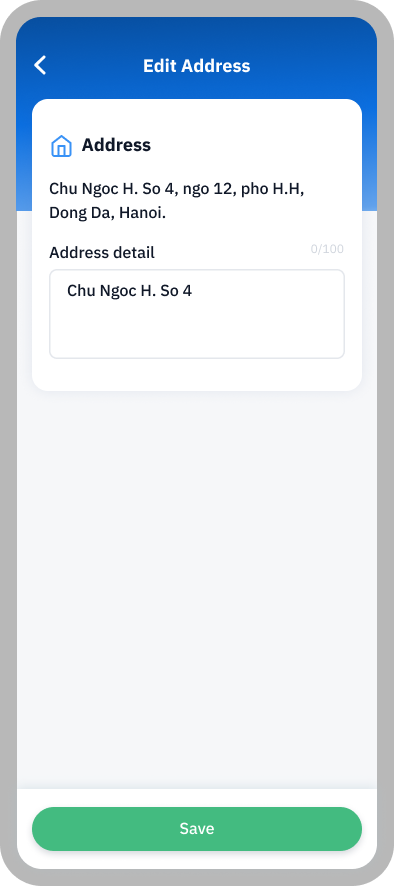 Edit Address
Address
Chu Ngoc H. So 4, ngo 12, pho H.H,
Dong Da, Hanoi.
Address detail
0/100
Chu Ngoc H. So 4
Save